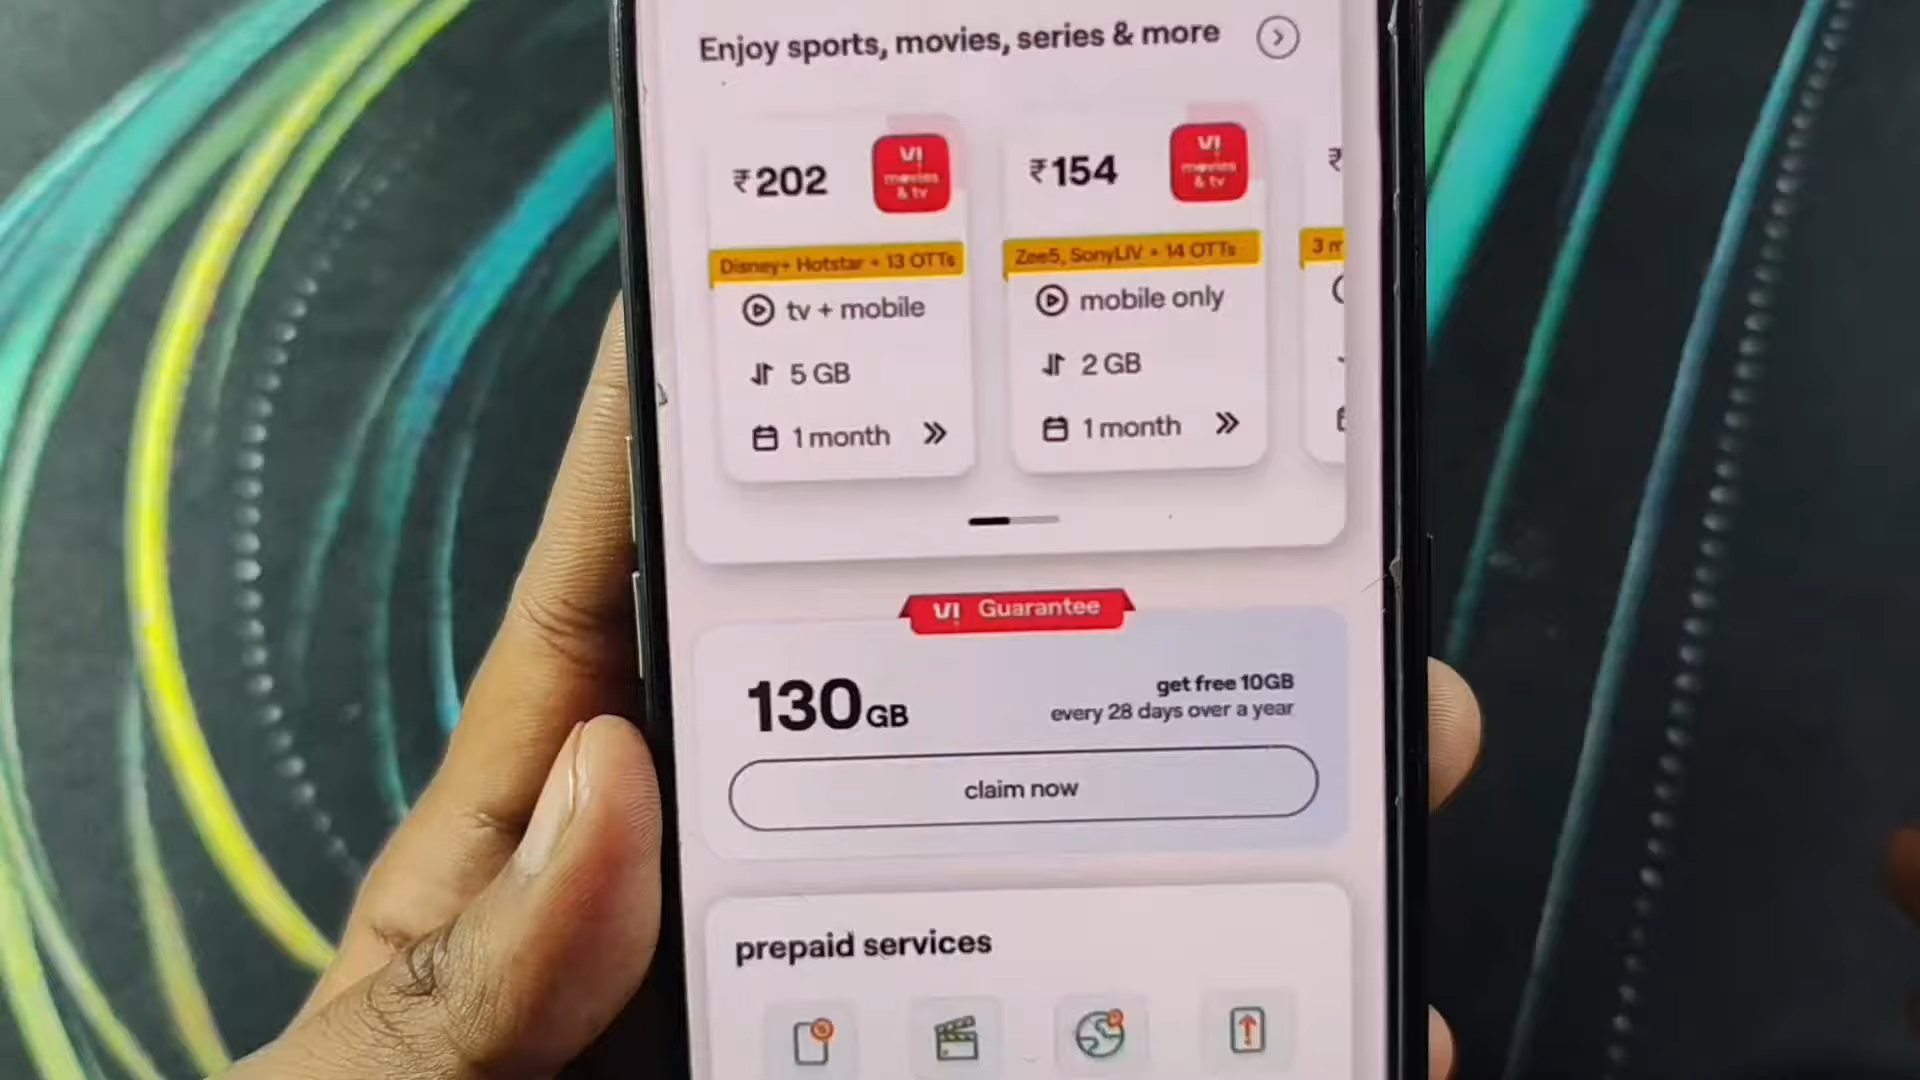 Enjoy sports, movies, series & more
₹202
VI
movies
& tv
Disney+ Hotstar + 13 OTTs
tv + mobile
5 GB
1 month
₹154
VI
movies
& tv
Zee5, SonyLIV + 14 OTTs
mobile only
2 GB
1 month
₹
3 m
VI Guarantee
130GB
get free 10GB
every 28 days over a year
claim now
prepaid services